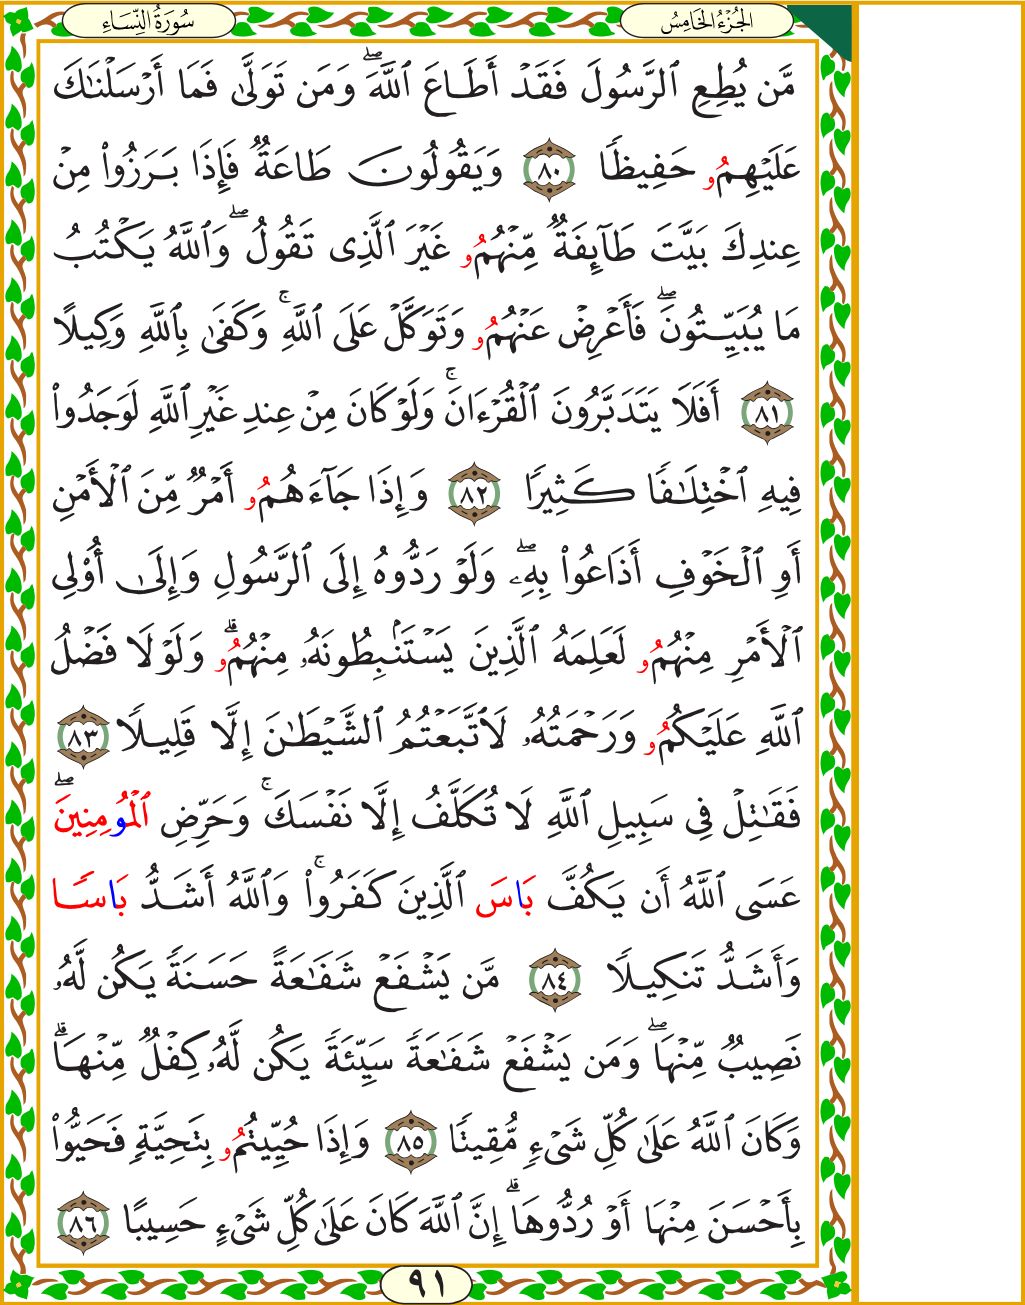 الجُزْءُ الخَامِسُ
سُورَةُ النِّسَاءِ
مَّن يُطِعِ ٱلرَّسُولَ فَقَدْ أَطَاعَ ٱللَّهَۖ وَمَن تَوَلَّىٰ فَمَا أَرْسَلْنَٰكَ
عَلَيْهِمُۥ حَفِيظًا ٨٠ وَيَقُولُونَ طَاعَةٌ فَإِذَا بَرَزُواْ مِنْ
عِندِكَ بَيَّتَ طَآئِفَةٌ مِّنْهُمُۥ غَيْرَ ٱلَّذِى تَقُولُۖ وَٱللَّهُ يَكْتُبُ
مَا يُبَيِّتُونَۖ فَأَعْرِضْ عَنْهُمُۥ وَتَوَكَّلْ عَلَى ٱللَّهِۚ وَكَفَىٰ بِٱللَّهِ وَكِيلًا
٨١ أَفَلَا يَتَدَبَّرُونَ ٱلْقُرْءَانَۚ وَلَوْ كَانَ مِنْ عِندِ غَيْرِ ٱللَّهِ لَوَجَدُواْ
فِيهِ ٱخْتِلَٰفًا كَثِيرًا ٨٢ وَإِذَا جَآءَهُمُۥ أَمْرٌ مِّنَ ٱلْأَمْنِ
أَوِ ٱلْخَوْفِ أَذَاعُواْ بِهِۦۖ وَلَوْ رَدُّوهُ إِلَى ٱلرَّسُولِ وَإِلَىٰ أُوْلِى
ٱلْأَمْرِ مِنْهُمُۥ لَعَلِمَهُ ٱلَّذِينَ يَسْتَنۢبِطُونَهُۥ مِنْهُمُۥۗ وَلَوْلَا فَضْلُ
ٱللَّهِ عَلَيْكُمُۥ وَرَحْمَتُهُۥ لَٱتَّبَعْتُمُ ٱلشَّيْطَٰنَ إِلَّا قَلِيلًا ٨٣
فَقَٰتِلْ فِى سَبِيلِ ٱللَّهِ لَا تُكَلَّفُ إِلَّا نَفْسَكَۚ وَحَرِّضِ ٱلْمُومِنِينَۖ
عَسَى ٱللَّهُ أَن يَكُفَّ بَاسَ ٱلَّذِينَ كَفَرُواْۚ وَٱللَّهُ أَشَدُّ بَاسًا
وَأَشَدُّ تَنكِيلًا ٨٤ مَّن يَشْفَعْ شَفَٰعَةً حَسَنَةً يَكُن لَّهُۥ
نَصِيبٌ مِّنْهَاۖ وَمَن يَشْفَعْ شَفَٰعَةً سَيِّئَةً يَكُن لَّهُۥ كِفْلٌ مِّنْهَاۗ
وَكَانَ ٱللَّهُ عَلَىٰ كُلِّ شَىْءٍ مُّقِيتًا ٨٥ وَإِذَا حُيِّيتُمُۥ بِتَحِيَّةٍ فَحَيُّواْ
بِأَحْسَنَ مِنْهَا أَوْ رُدُّوهَاۗ إِنَّ ٱللَّهَ كَانَ عَلَىٰ كُلِّ شَىْءٍ حَسِيبًا ٨٦
٩١